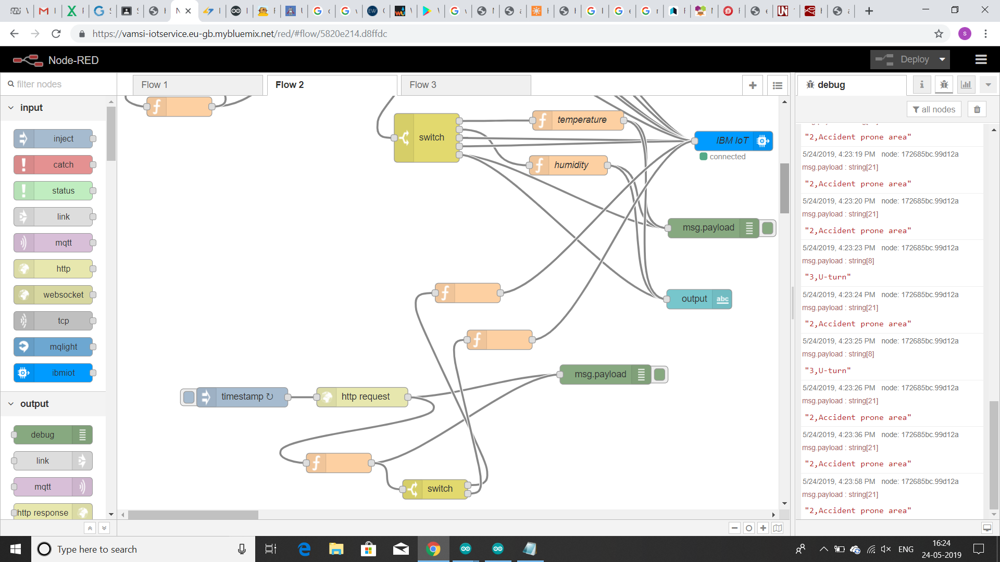 https://vamsi-iotservice.eu-gb.mybluemix.net/red/#flow/5820e214.d8ffdc
s
Node-RED
Deploy
filter nodes
Flow 1
Flow 2
Flow 3
debug
all nodes
input
inject
catch
status
link
mqtt
http
websocket
tcp
mqlight
ibmiot
output
debug
link
mqtt
http response
switch
temperature
humidity
IBM IoT
connected
msg.payload
output
abc
msg.payload
timestamp ↻
http request
switch
"2,Accident prone area"
5/24/2019, 4:23:19 PM node: 172685bc.99d12a
msg.payload : string[21]
"2,Accident prone area"
5/24/2019, 4:23:20 PM node: 172685bc.99d12a
msg.payload : string[21]
"2,Accident prone area"
5/24/2019, 4:23:23 PM node: 172685bc.99d12a
msg.payload : string[8]
"3,U-turn"
5/24/2019, 4:23:24 PM node: 172685bc.99d12a
msg.payload : string[21]
"2,Accident prone area"
5/24/2019, 4:23:25 PM node: 172685bc.99d12a
msg.payload : string[8]
"3,U-turn"
5/24/2019, 4:23:26 PM node: 172685bc.99d12a
msg.payload : string[21]
"2,Accident prone area"
5/24/2019, 4:23:36 PM node: 172685bc.99d12a
msg.payload : string[21]
"2,Accident prone area"
5/24/2019, 4:23:58 PM node: 172685bc.99d12a
msg.payload : string[21]
"2,Accident prone area"
Type here to search
ENG
16:24
24-05-2019